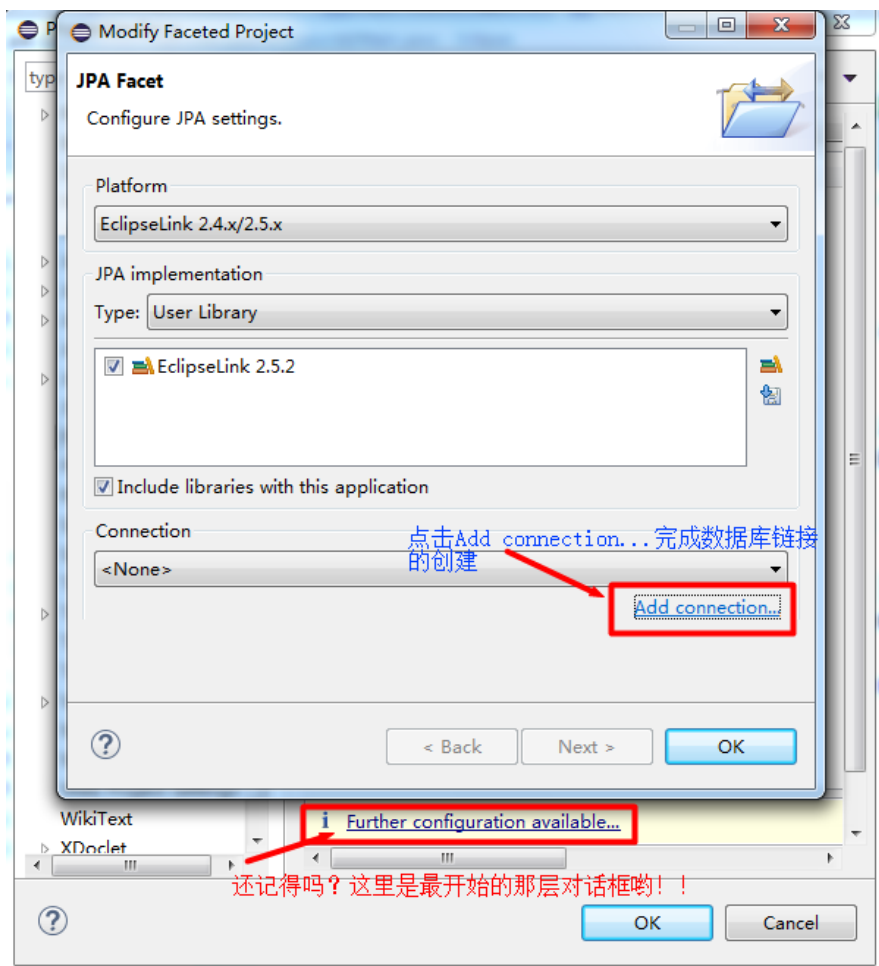 P
Modify Faceted Project
typ
JPA Facet
Configure JPA settings.
Platform
EclipseLink 2.4.x/2.5.x
JPA implementation
Type: User Library
EclipseLink 2.5.2
Include libraries with this application
Connection
点击Add connection...完成数据库链接
的创建
<None>
Add connection...
< Back
Next >
OK
WikiText
Further configuration available...
XDoclet
还记得吗？这里是最开始的那层对话框哟！！
OK
Cancel